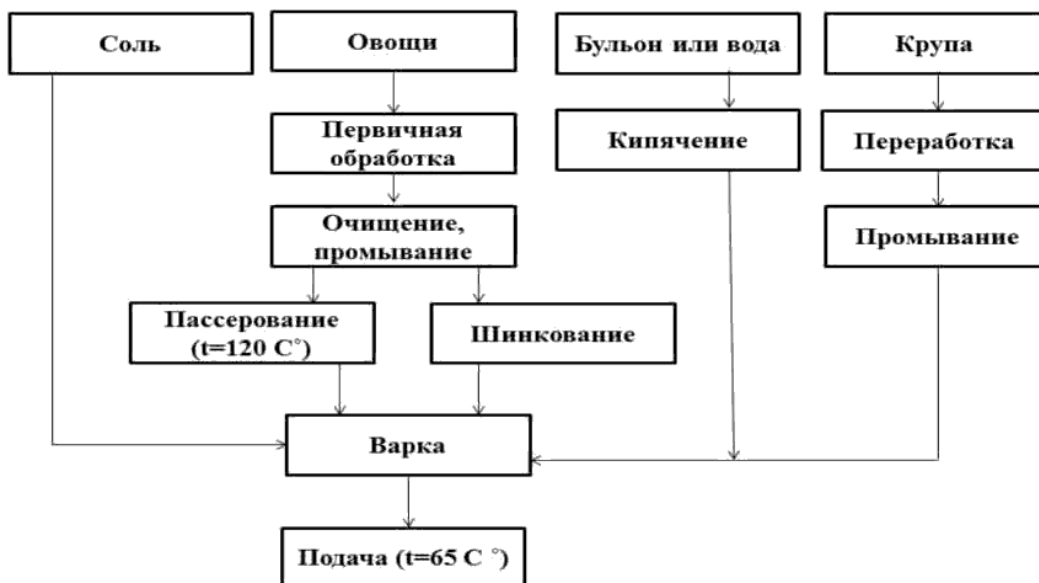 Соль
Овощи
Бульон или вода
Крупа
Первичная
обработка
Кипячение
Переработка
Очищение,
промывание
Промывание
Пассерование
(t=120 C˚)
Шинкование
Варка
Подача (t=65 C ˚)